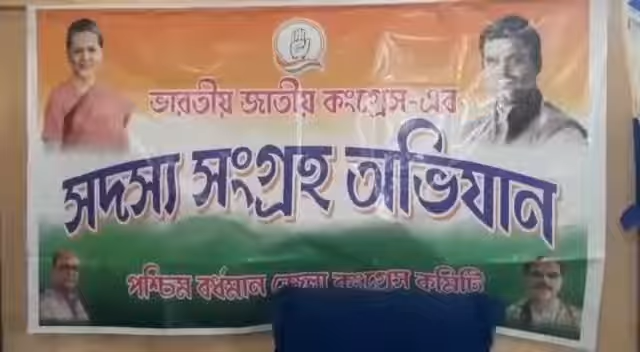 ভারতীয় জাতীয় কংগ্রেস-এর
সদস্য সংগ্রহ অভিযান
পশ্চিম বর্ধমান জেলা কংগ্রেস কমিটি